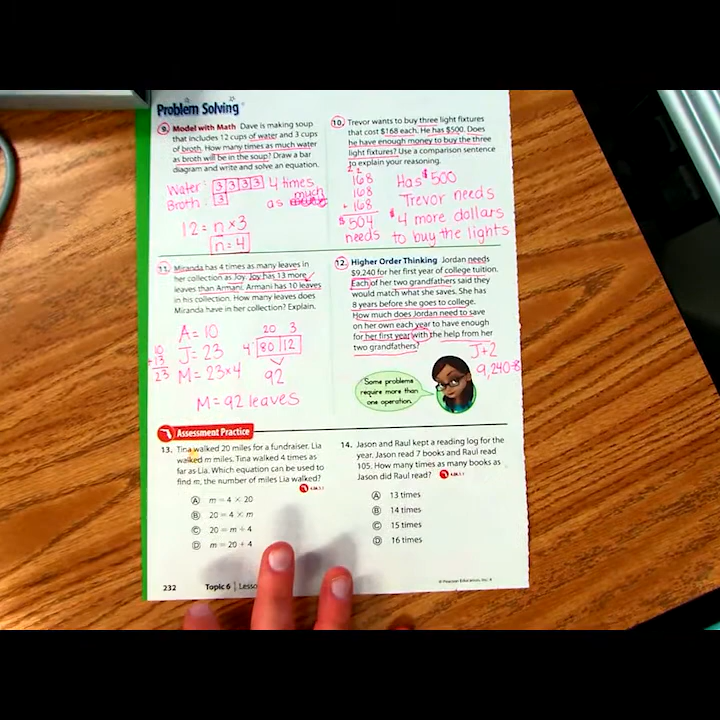 Problem Solving
9. Model with Math Dave is making soup
that includes 12 cups of water and 3 cups
of broth. How many times as much water
as broth will be in the soup? Draw a bar
diagram and write and solve an equation.
Water: 3 3 3 3 4 times
Broth: 3 as much
12 = n × 3
n = 4
10. Trevor wants to buy three light fixtures
that cost $168 each. He has $500. Does
he have enough money to buy the three
light fixtures? Use a comparison sentence
to explain your reasoning.
2 2
168
168
+ 168
$504
needs
Has $500
Trevor needs
$4 more dollars
to buy the lights
11. Miranda has 4 times as many leaves in
her collection as Joy. Joy has 13 more
leaves than Armani. Armani has 10 leaves
in his collection. How many leaves does
Miranda have in her collection? Explain.
A = 10
J = 23
M = 23×4
10
+13
23
20 3
4 80 12
92
M = 92 leaves
12. Higher Order Thinking Jordan needs
$9,240 for her first year of college tuition.
Each of her two grandfathers said they
would match what she saves. She has
8 years before she goes to college.
How much does Jordan need to save
on her own each year to have enough
for her first year with the help from her
two grandfathers?
J+2
9,240÷8
Some problems
require more than
one operation.
Assessment Practice
13. Tina walked 20 miles for a fundraiser. Lia
walked m miles. Tina walked 4 times as
far as Lia. Which equation can be used to
find m, the number of miles Lia walked?
A m = 4 × 20
B 20 = 4 × m
C 20 = m ÷ 4
D m = 20 + 4
14. Jason and Raul kept a reading log for the
year. Jason read 7 books and Raul read
105. How many times as many books as
Jason did Raul read?
A 13 times
B 14 times
C 15 times
D 16 times
232 Topic 6 Lesso
© Pearson Education, Inc. 4